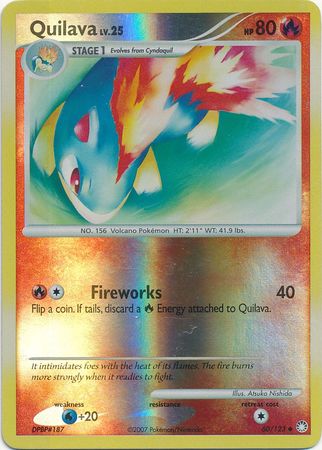 Quilava LV.25 HP 80
STAGE 1 Evolves from Cyndaquil
NO. 156 Volcano Pokémon HT: 2'11" WT: 41.9 lbs.
Fireworks 40
Flip a coin. If tails, discard a Energy attached to Quilava.
It intimidates foes with the heat of its flames. The fire burns
more strongly when it readies to fight.
Illus. Atsuko Nishida
weakness resistance retreat cost
+20
DPBP#187 ©2007 Pokémon/Nintendo 60/123